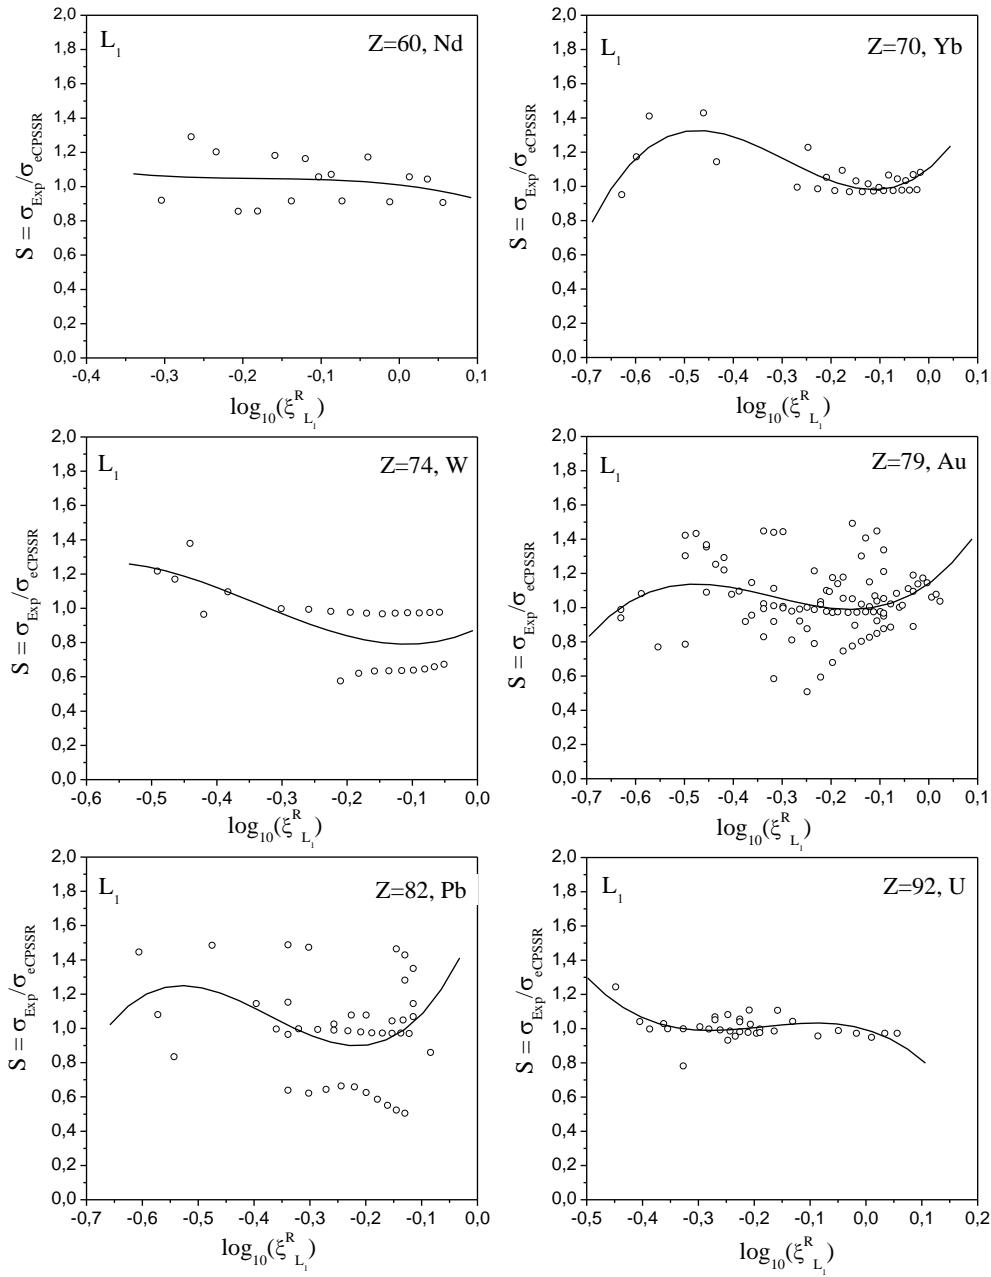 L₁ Z=60, Nd
S = σExp/σeCPSSR
2,0
1,8
1,6
1,4
1,2
1,0
0,8
0,6
0,4
0,2
0,0
-0,4 -0,3 -0,2 -0,1 0,0 0,1
log₁₀(ξᴿL₁)
L₁ Z=70, Yb
S = σExp/σeCPSSR
2,0
1,8
1,6
1,4
1,2
1,0
0,8
0,6
0,4
0,2
0,0
-0,7 -0,6 -0,5 -0,4 -0,3 -0,2 -0,1 0,0 0,1
log₁₀(ξᴿL₁)
L₁ Z=74, W
S = σExp/σeCPSSR
2,0
1,8
1,6
1,4
1,2
1,0
0,8
0,6
0,4
0,2
0,0
-0,6 -0,5 -0,4 -0,3 -0,2 -0,1 0,0
log₁₀(ξᴿL₁)
L₁ Z=79, Au
S = σExp/σeCPSSR
2,0
1,8
1,6
1,4
1,2
1,0
0,8
0,6
0,4
0,2
0,0
-0,7 -0,6 -0,5 -0,4 -0,3 -0,2 -0,1 0,0 0,1
log₁₀(ξᴿL₁)
L₁ Z=82, Pb
S = σExp/σeCPSSR
2,0
1,8
1,6
1,4
1,2
1,0
0,8
0,6
0,4
0,2
0,0
-0,7 -0,6 -0,5 -0,4 -0,3 -0,2 -0,1 0,0
log₁₀(ξᴿL₁)
L₁ Z=92, U
S = σExp/σeCPSSR
2,0
1,8
1,6
1,4
1,2
1,0
0,8
0,6
0,4
0,2
0,0
-0,5 -0,4 -0,3 -0,2 -0,1 0,0 0,1 0,2
log₁₀(ξᴿL₁)